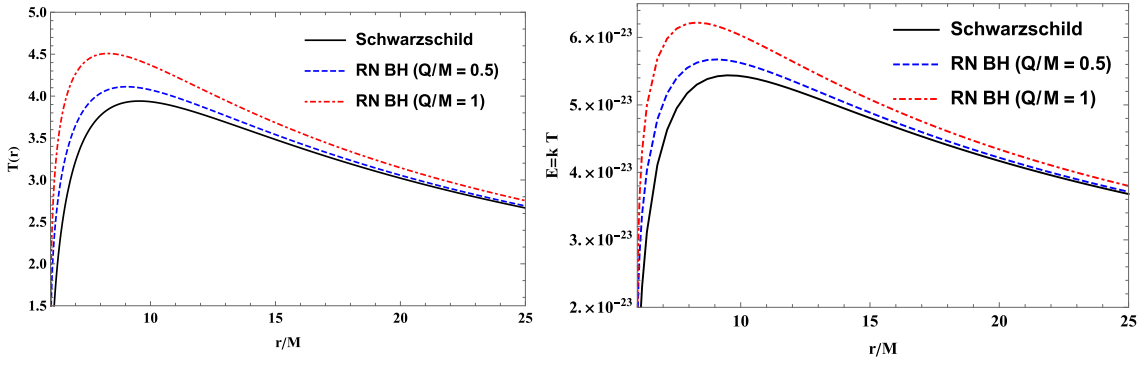 5.0
4.5
4.0
3.5
3.0
2.5
2.0
1.5
T(r)
10
15
20
25
r/M
Schwarzschild
RN BH (Q/M = 0.5)
RN BH (Q/M = 1)
6.×10⁻²³
5.×10⁻²³
4.×10⁻²³
3.×10⁻²³
2.×10⁻²³
E=k T
10
15
20
25
r/M
Schwarzschild
RN BH (Q/M = 0.5)
RN BH (Q/M = 1)